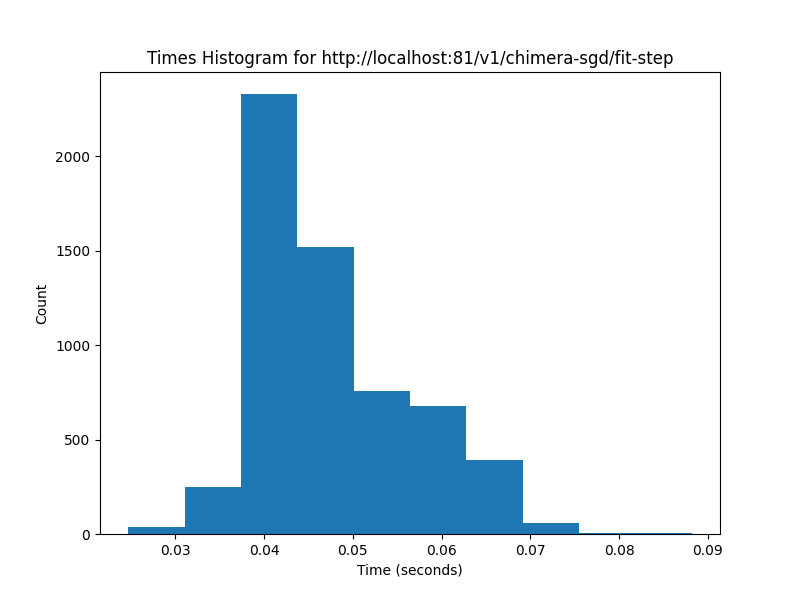 Times Histogram for http://localhost:81/v1/chimera-sgd/fit-step
2000
1500
1000
500
0
Count
0.03 0.04 0.05 0.06 0.07 0.08 0.09
Time (seconds)